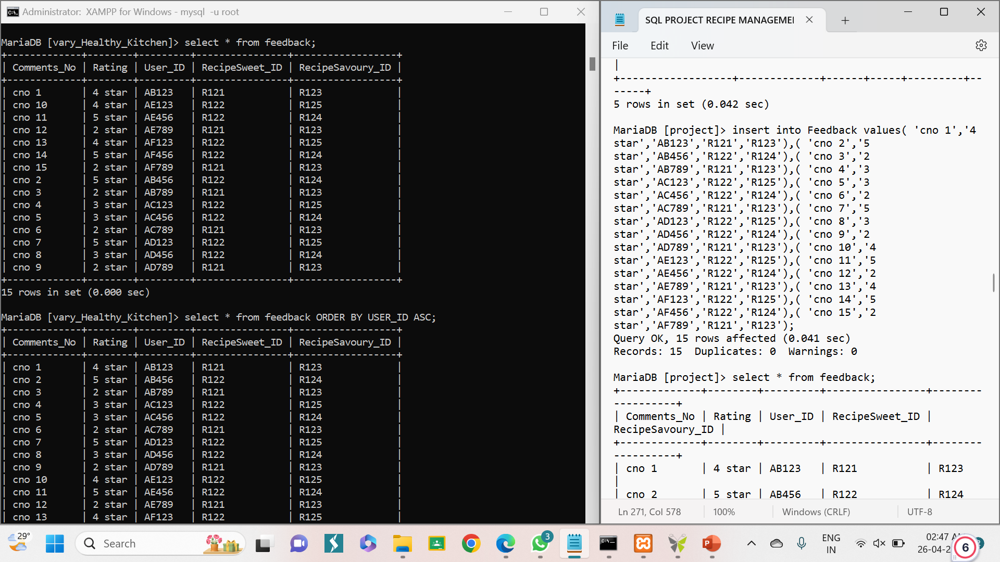 Administrator:  XAMPP for Windows - mysql  -u root
MariaDB [vary_Healthy_Kitchen]> select * from feedback;
+-------------+--------+---------+----------------+------------------+
| Comments_No | Rating | User_ID | RecipeSweet_ID | RecipeSavoury_ID |
+-------------+--------+---------+----------------+------------------+
| cno 1       | 4 star | AB123   | R121           | R123             |
| cno 10      | 4 star | AE123   | R122           | R125             |
| cno 11      | 5 star | AE456   | R122           | R124             |
| cno 12      | 2 star | AE789   | R121           | R123             |
| cno 13      | 4 star | AF123   | R122           | R125             |
| cno 14      | 5 star | AF456   | R122           | R124             |
| cno 15      | 2 star | AF789   | R121           | R123             |
| cno 2       | 5 star | AB456   | R122           | R124             |
| cno 3       | 2 star | AB789   | R121           | R123             |
| cno 4       | 3 star | AC123   | R122           | R125             |
| cno 5       | 3 star | AC456   | R122           | R124             |
| cno 6       | 2 star | AC789   | R121           | R123             |
| cno 7       | 5 star | AD123   | R122           | R125             |
| cno 8       | 3 star | AD456   | R122           | R124             |
| cno 9       | 2 star | AD789   | R121           | R123             |
+-------------+--------+---------+----------------+------------------+
15 rows in set (0.000 sec)
MariaDB [vary_Healthy_Kitchen]> select * from feedback ORDER BY USER_ID ASC;
+-------------+--------+---------+----------------+------------------+
| Comments_No | Rating | User_ID | RecipeSweet_ID | RecipeSavoury_ID |
+-------------+--------+---------+----------------+------------------+
| cno 1       | 4 star | AB123   | R121           | R123             |
| cno 2       | 5 star | AB456   | R122           | R124             |
| cno 3       | 2 star | AB789   | R121           | R123             |
| cno 4       | 3 star | AC123   | R122           | R125             |
| cno 5       | 3 star | AC456   | R122           | R124             |
| cno 6       | 2 star | AC789   | R121           | R123             |
| cno 7       | 5 star | AD123   | R122           | R125             |
| cno 8       | 3 star | AD456   | R122           | R124             |
| cno 9       | 2 star | AD789   | R121           | R123             |
| cno 10      | 4 star | AE123   | R122           | R125             |
| cno 11      | 5 star | AE456   | R122           | R124             |
| cno 12      | 2 star | AE789   | R121           | R123             |
| cno 13      | 4 star | AF123   | R122           | R125             |
SQL PROJECT RECIPE MANAGEME
File Edit View
|
+------------------+-------------+------+-----+---------+--
-----+
5 rows in set (0.042 sec)
MariaDB [project]> insert into Feedback values( 'cno 1','4
star','AB123','R121','R123'),( 'cno 2','5
star','AB456','R122','R124'),( 'cno 3','2
star','AB789','R121','R123'),( 'cno 4','3
star','AC123','R122','R125'),( 'cno 5','3
star','AC456','R122','R124'),( 'cno 6','2
star','AC789','R121','R123'),( 'cno 7','5
star','AD123','R122','R125'),( 'cno 8','3
star','AD456','R122','R124'),( 'cno 9','2
star','AD789','R121','R123'),( 'cno 10','4
star','AE123','R122','R125'),( 'cno 11','5
star','AE456','R122','R124'),( 'cno 12','2
star','AE789','R121','R123'),( 'cno 13','4
star','AF123','R122','R125'),( 'cno 14','5
star','AF456','R122','R124'),( 'cno 15','2
star','AF789','R121','R123');
Query OK, 15 rows affected (0.041 sec)
Records: 15  Duplicates: 0  Warnings: 0
MariaDB [project]> select * from feedback;
+-------------+--------+---------+----------------+--------
----------+
| Comments_No | Rating | User_ID | RecipeSweet_ID |
RecipeSavoury_ID |
+-------------+--------+---------+----------------+--------
----------+
| cno 1       | 4 star | AB123   | R121           | R123
|
| cno 2       | 5 star | AB456   | R122           | R124
Ln 271, Col 578 100% Windows (CRLF) UTF-8
29°
Search
3
ENG
IN
02:47
26-04-2
6